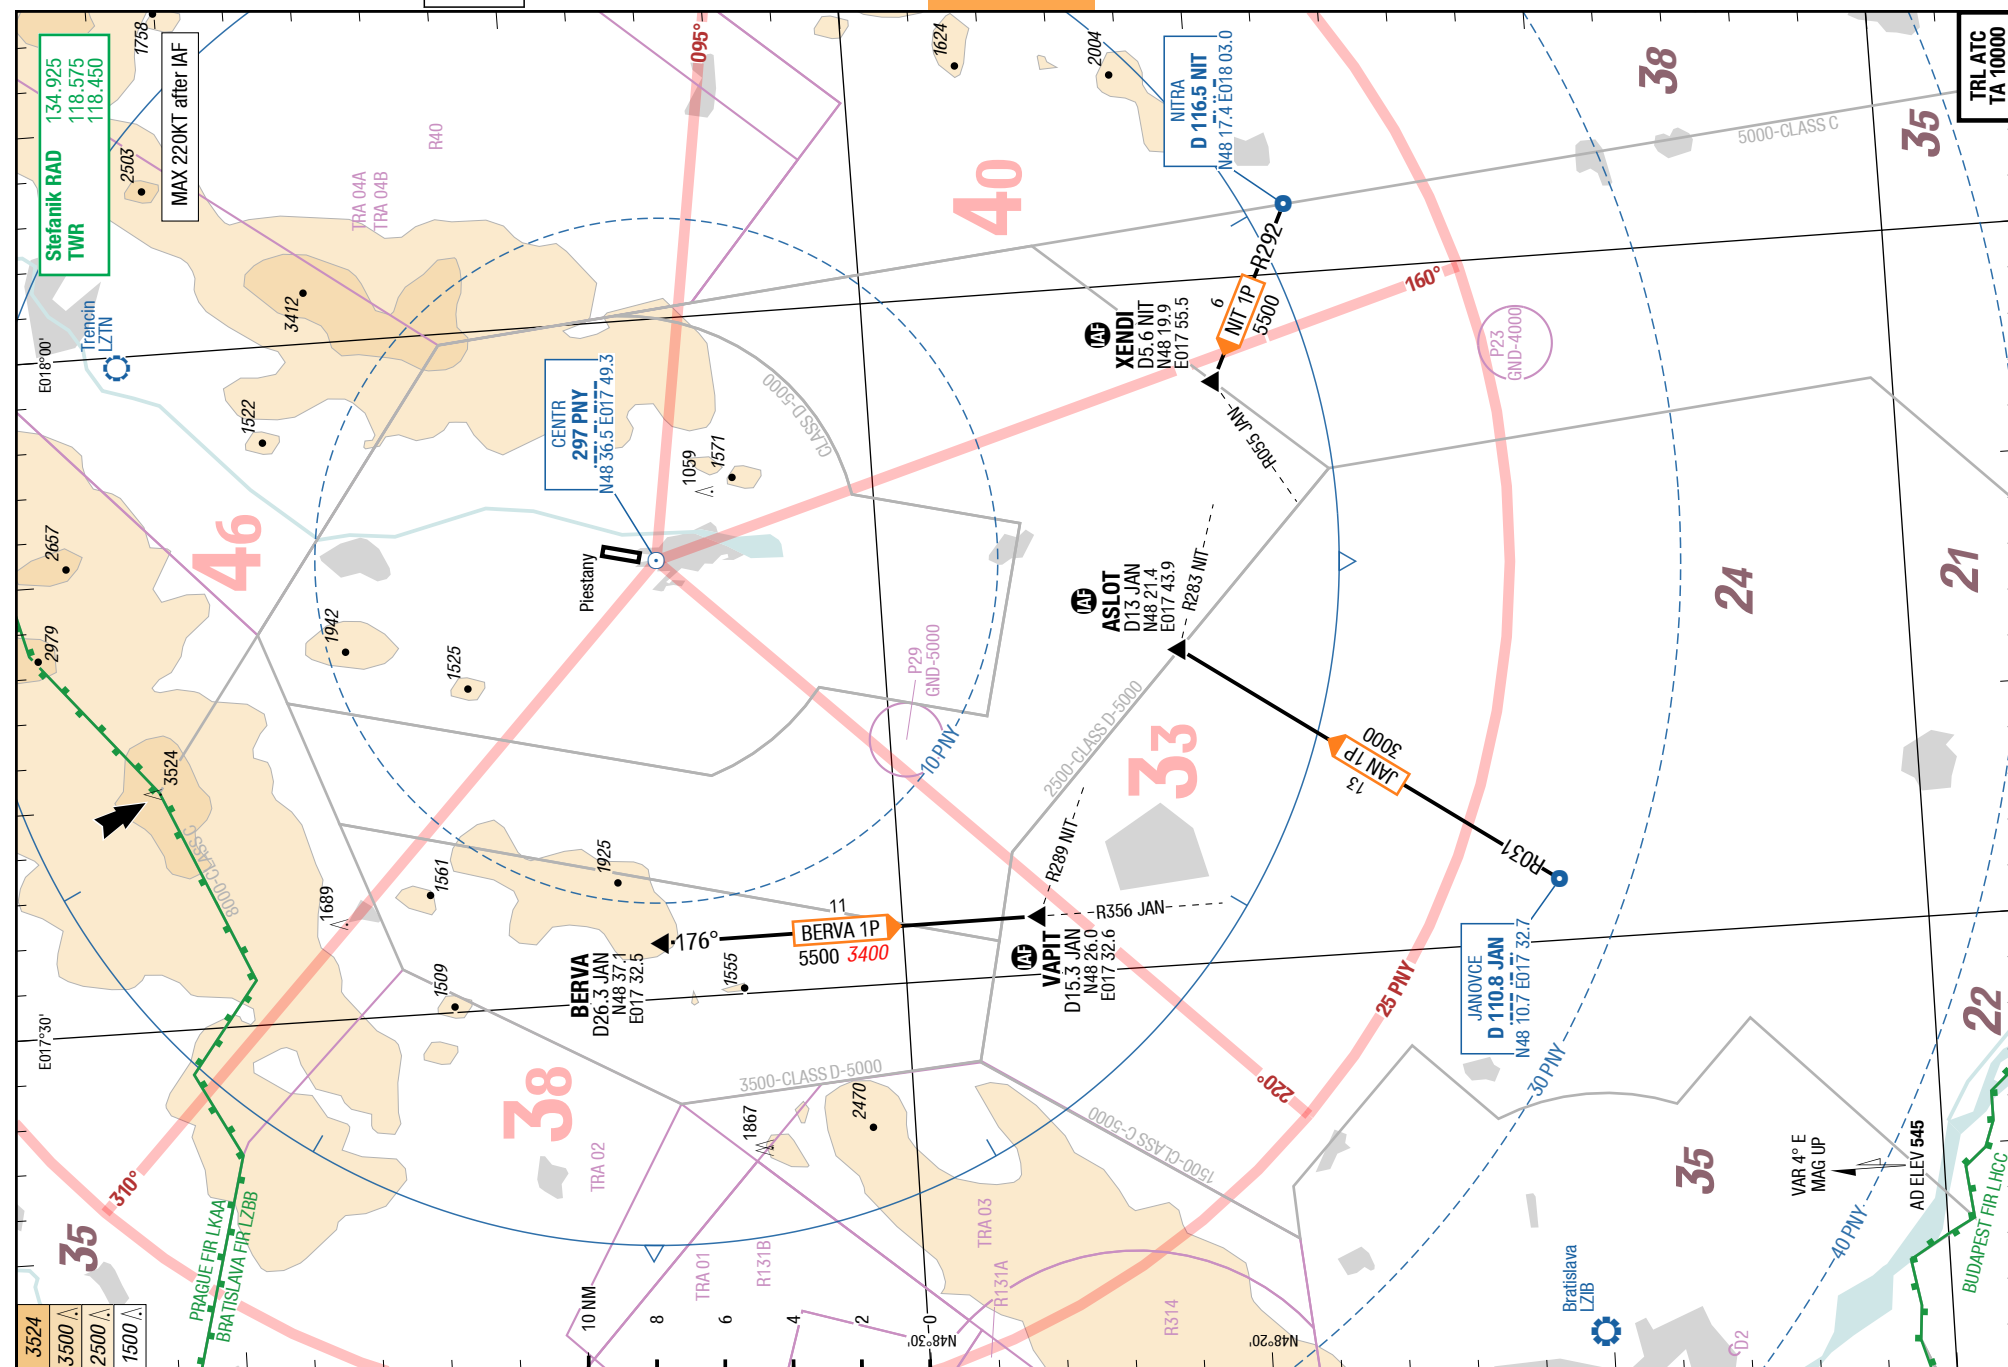 Stefanik RAD 134.925
118.575
TWR 118.450
MAX 220KT after IAF
1758
2503
3412
Trencin
LZTN
E018°00'
1522
R40
TRA 04A
TRA 04B
095°
1624
2004
NITRA
D 116.5 NIT
N48 17.4 E018 03.0
38
35
TRL ATC
TA 10000
5000-CLASS C
40
R292
NIT 1P
6
5500
160°
P23
GND-4000
IAF
XENDI
D5.6 NIT
N48 19.9
E017 55.5
R055 JAN
CENTR
297 PNY
N48 36.5 E017 49.3
CLASS D-5000
1059
1571
2657
46
2979
1942
1525
Piestany
3524
8000-CLASS C
P29
GND-5000
10 PNY
IAF
ASLOT
D13 JAN
N48 21.4
E017 43.9
R283 NIT
2500-CLASS D-5000
33
24
21
JAN 1P
3000
13
R031
1689
1561
1925
1509
1555
BERVA
D26.3 JAN
N48 37.1
E017 32.5
176°
BERVA 1P
11
5500 3400
IAF
VAPIT
D15.3 JAN
N48 26.0
E017 32.6
R289 NIT
R356 JAN
25 PNY
JANOVCE
D 110.8 JAN
N48 10.7 E017 32.7
30 PNY
22
E017°30'
38
3500-CLASS D-5000
2470
1867
220°
1500-CLASS C-5000
310°
PRAGUE FIR LKAA
BRATISLAVA FIR LZBB
35
TRA 02
TRA 01
R131B
TRA 03
R131A
R314
35
VAR 4° E
MAG UP
AD ELEV 545
40 PNY
BUDAPEST FIR LHCC
Bratislava
LZIB
D2
10 NM
8
6
4
2
0
N48°30'
N48°20'
3524
3500
2500
1500